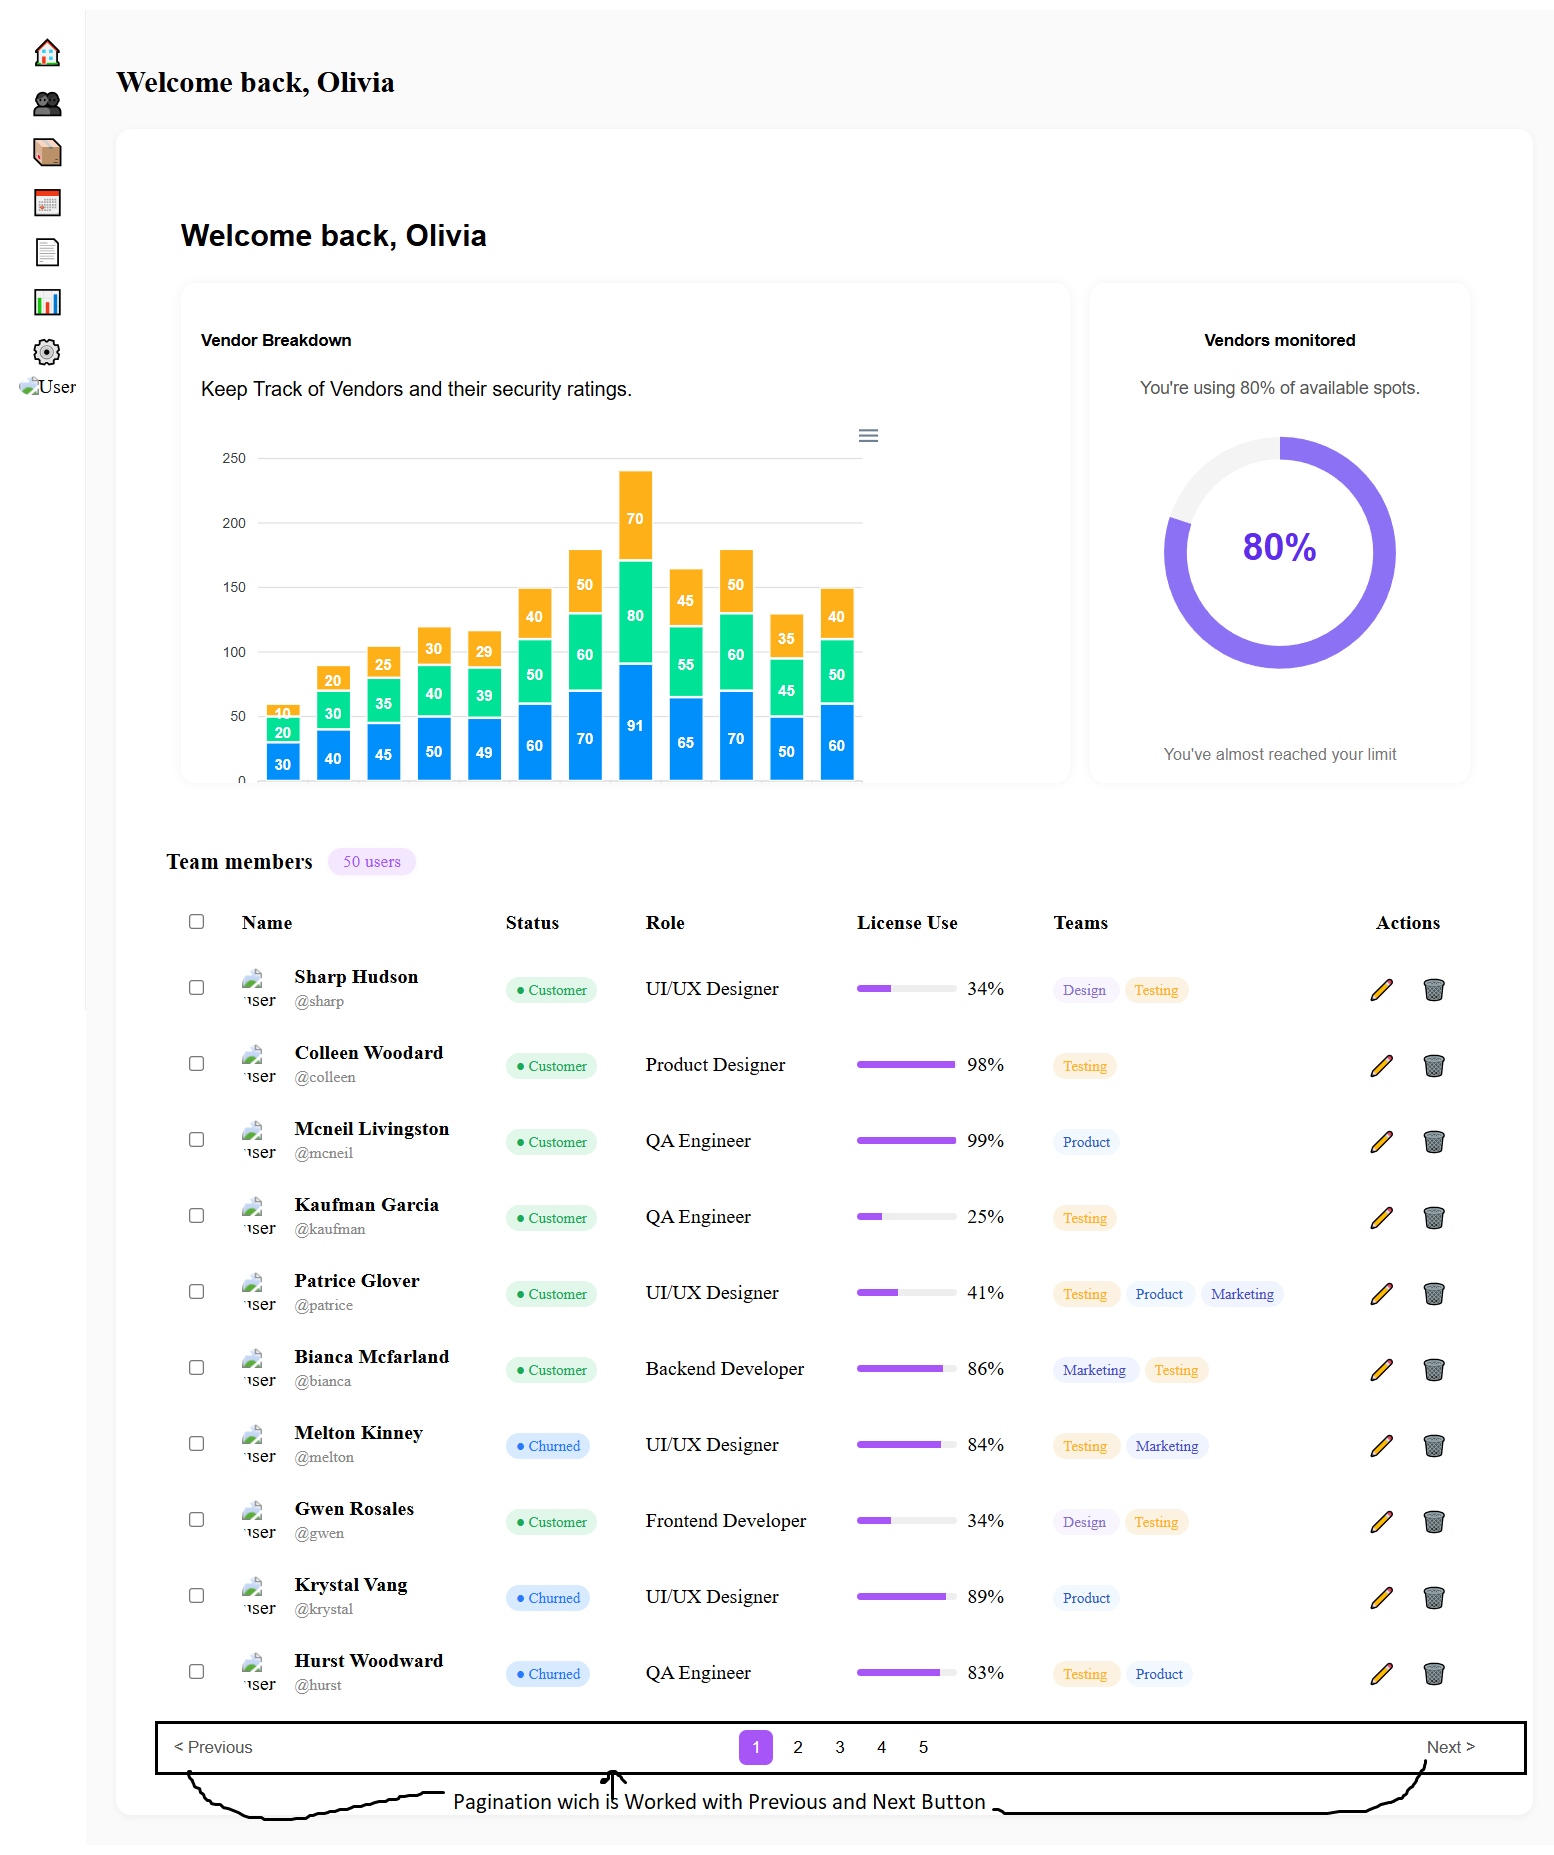 Welcome back, Olivia
User
Welcome back, Olivia
Vendor Breakdown
Keep Track of Vendors and their security ratings.
250
200
150
100
50
0
10 20 30
20 30 40
25 35 45
30 40 50
29 39 49
40 50 60
50 60 70
70 80 91
45 55 65
50 60 70
35 45 50
40 50 60
Vendors monitored
You're using 80% of available spots.
80%
You've almost reached your limit
Team members 50 users
Name Status Role License Use Teams Actions
user Sharp Hudson @sharp Customer UI/UX Designer 34% Design Testing
user Colleen Woodard @colleen Customer Product Designer 98% Testing
user Mcneil Livingston @mcneil Customer QA Engineer 99% Product
user Kaufman Garcia @kaufman Customer QA Engineer 25% Testing
user Patrice Glover @patrice Customer UI/UX Designer 41% Testing Product Marketing
user Bianca Mcfarland @bianca Customer Backend Developer 86% Marketing Testing
user Melton Kinney @melton Churned UI/UX Designer 84% Testing Marketing
user Gwen Rosales @gwen Customer Frontend Developer 34% Design Testing
user Krystal Vang @krystal Churned UI/UX Designer 89% Product
user Hurst Woodward @hurst Churned QA Engineer 83% Testing Product
< Previous 1 2 3 4 5 Next >
Pagination wich is Worked with Previous and Next Button